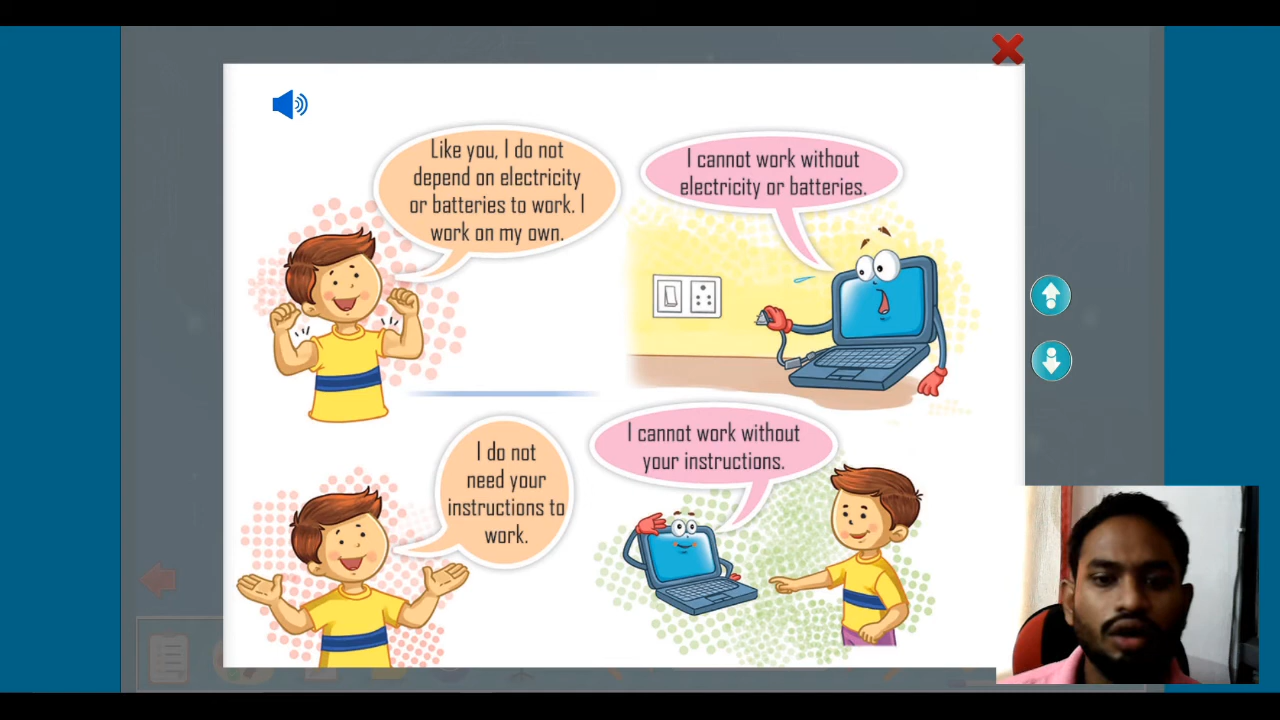 Like you, I do not
depend on electricity
or batteries to work. I
work on my own.
I cannot work without
electricity or batteries.
I do not
need your
instructions to
work.
I cannot work without
your instructions.